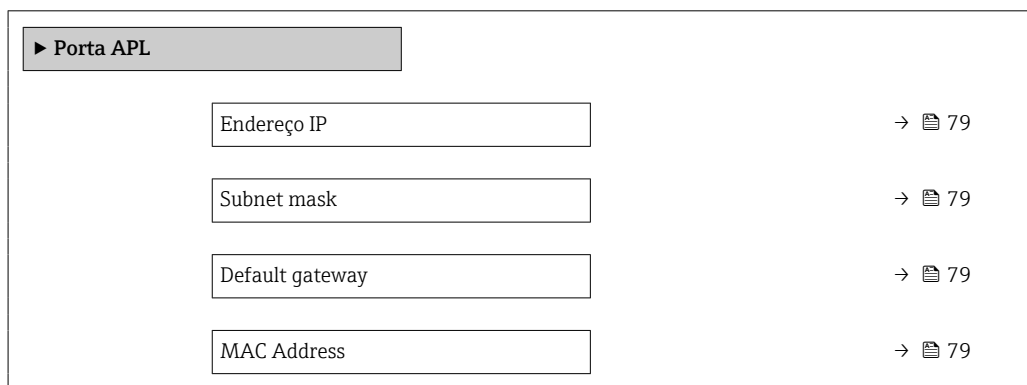 ▶ Porta APL
Endereço IP → 79
Subnet mask → 79
Default gateway → 79
MAC Address → 79